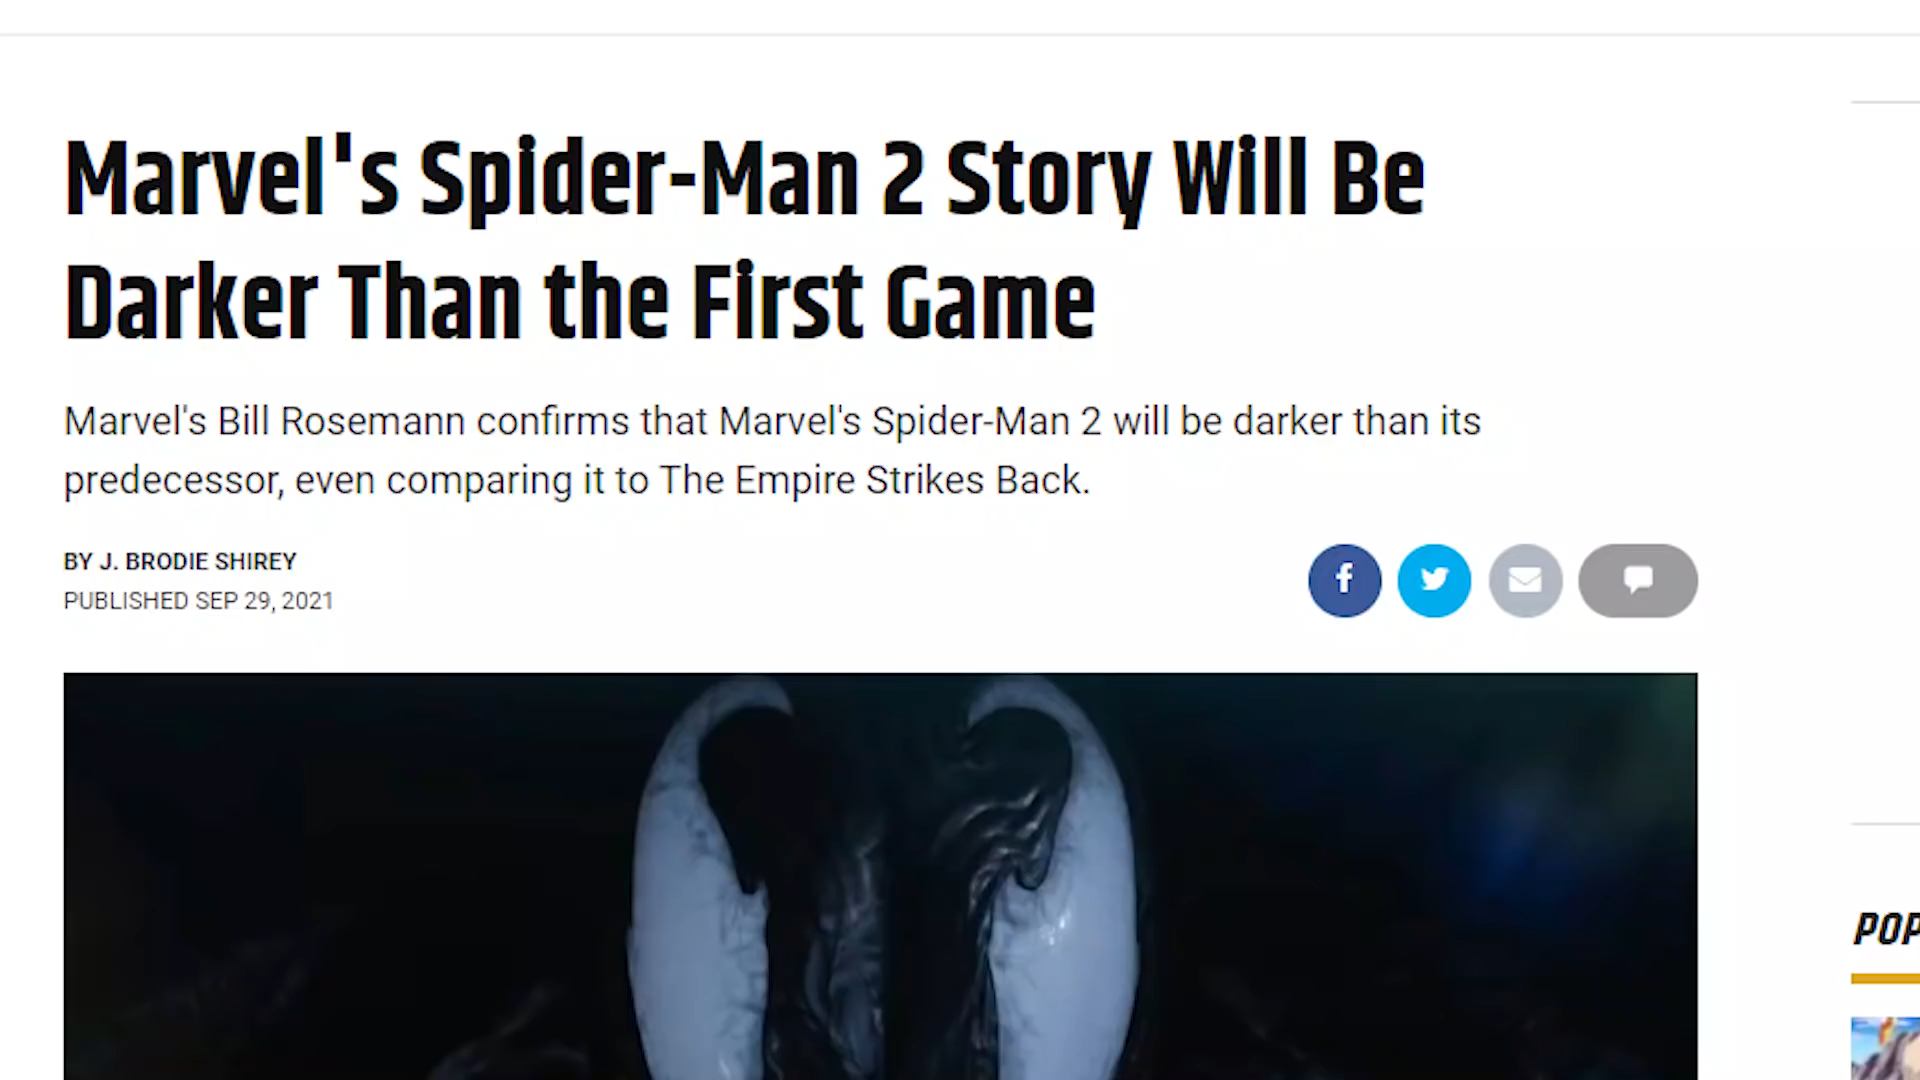 Marvel's Spider-Man 2 Story Will Be
Darker Than the First Game
Marvel's Bill Rosemann confirms that Marvel's Spider-Man 2 will be darker than its
predecessor, even comparing it to The Empire Strikes Back.
BY J. BRODIE SHIREY
PUBLISHED SEP 29, 2021
POP